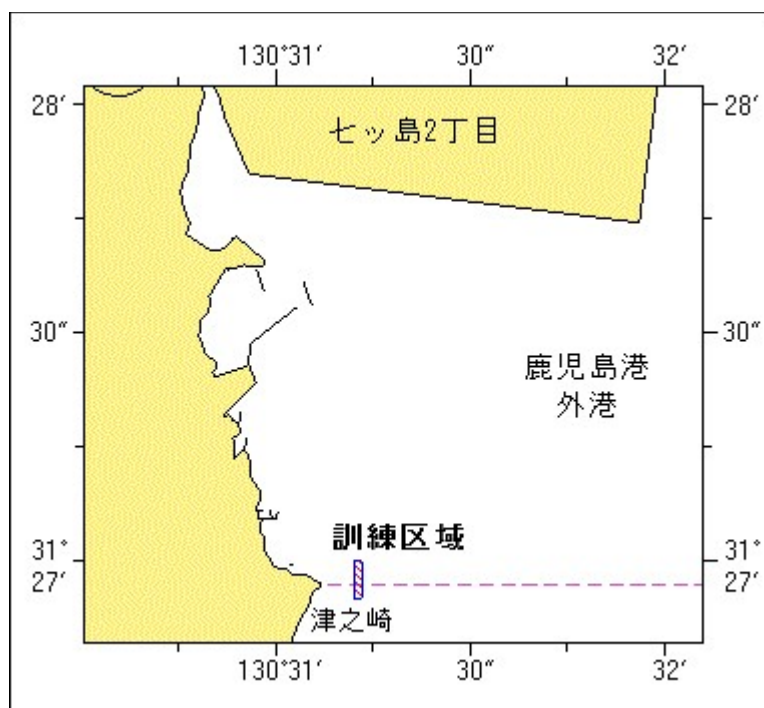 130°31′ 30″ 32′
28′ 28′
七ッ島2丁目
30″ 30″
鹿児島港
外港
訓練区域
31° 31°
27′ 27′
津之崎
130°31′ 30″ 32′